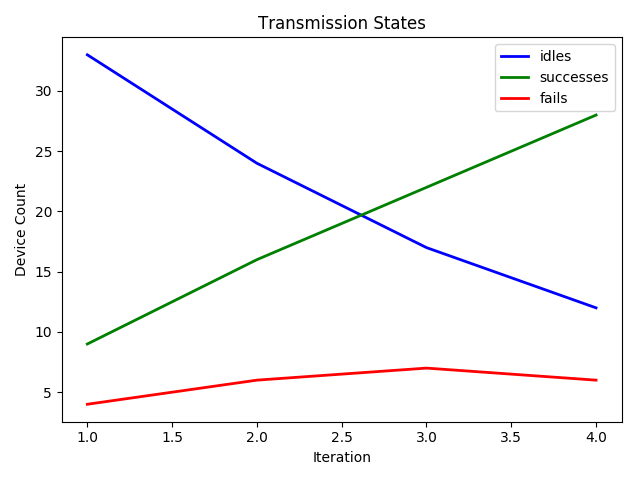 Transmission States
idles
successes
fails
Device Count
30
25
20
15
10
5
1.0 1.5 2.0 2.5 3.0 3.5 4.0
Iteration